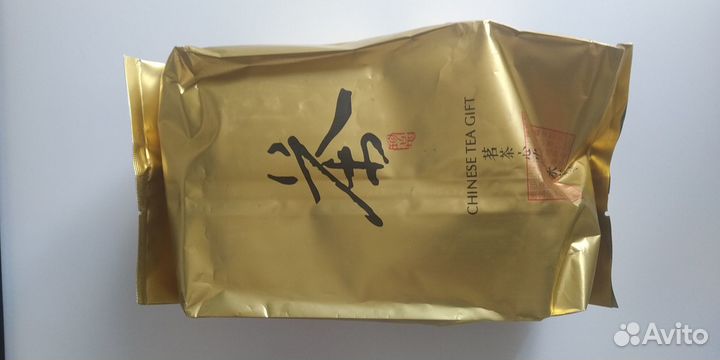 茶
CHINESE TEA GIFT
茗茶
Avito